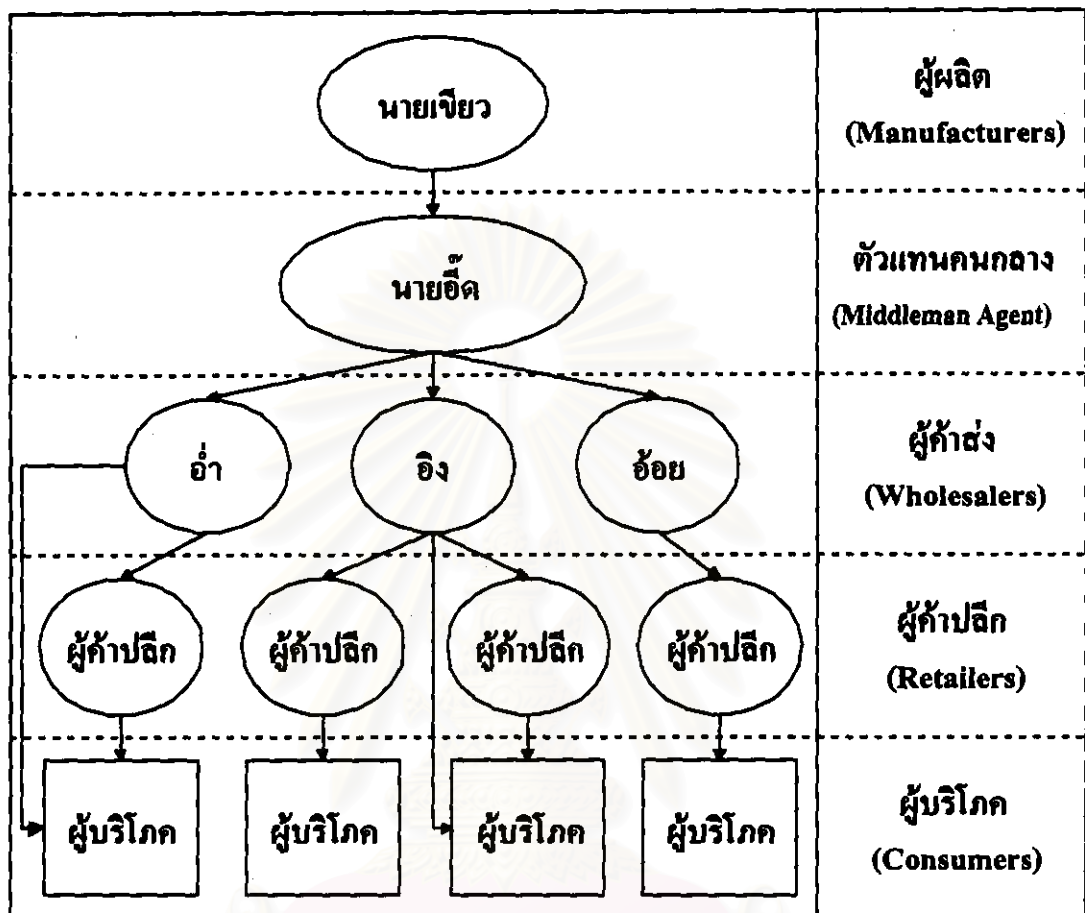 นายเขียว
ผู้ผลิต
(Manufacturers)
นายอี๊ด
ตัวแทนคนกลาง
(Middleman Agent)
อ่ำ
อิง
อ้อย
ผู้ค้าส่ง
(Wholesalers)
ผู้ค้าปลีก
ผู้ค้าปลีก
ผู้ค้าปลีก
ผู้ค้าปลีก
ผู้ค้าปลีก
(Retailers)
ผู้บริโภค
ผู้บริโภค
ผู้บริโภค
ผู้บริโภค
ผู้บริโภค
(Consumers)